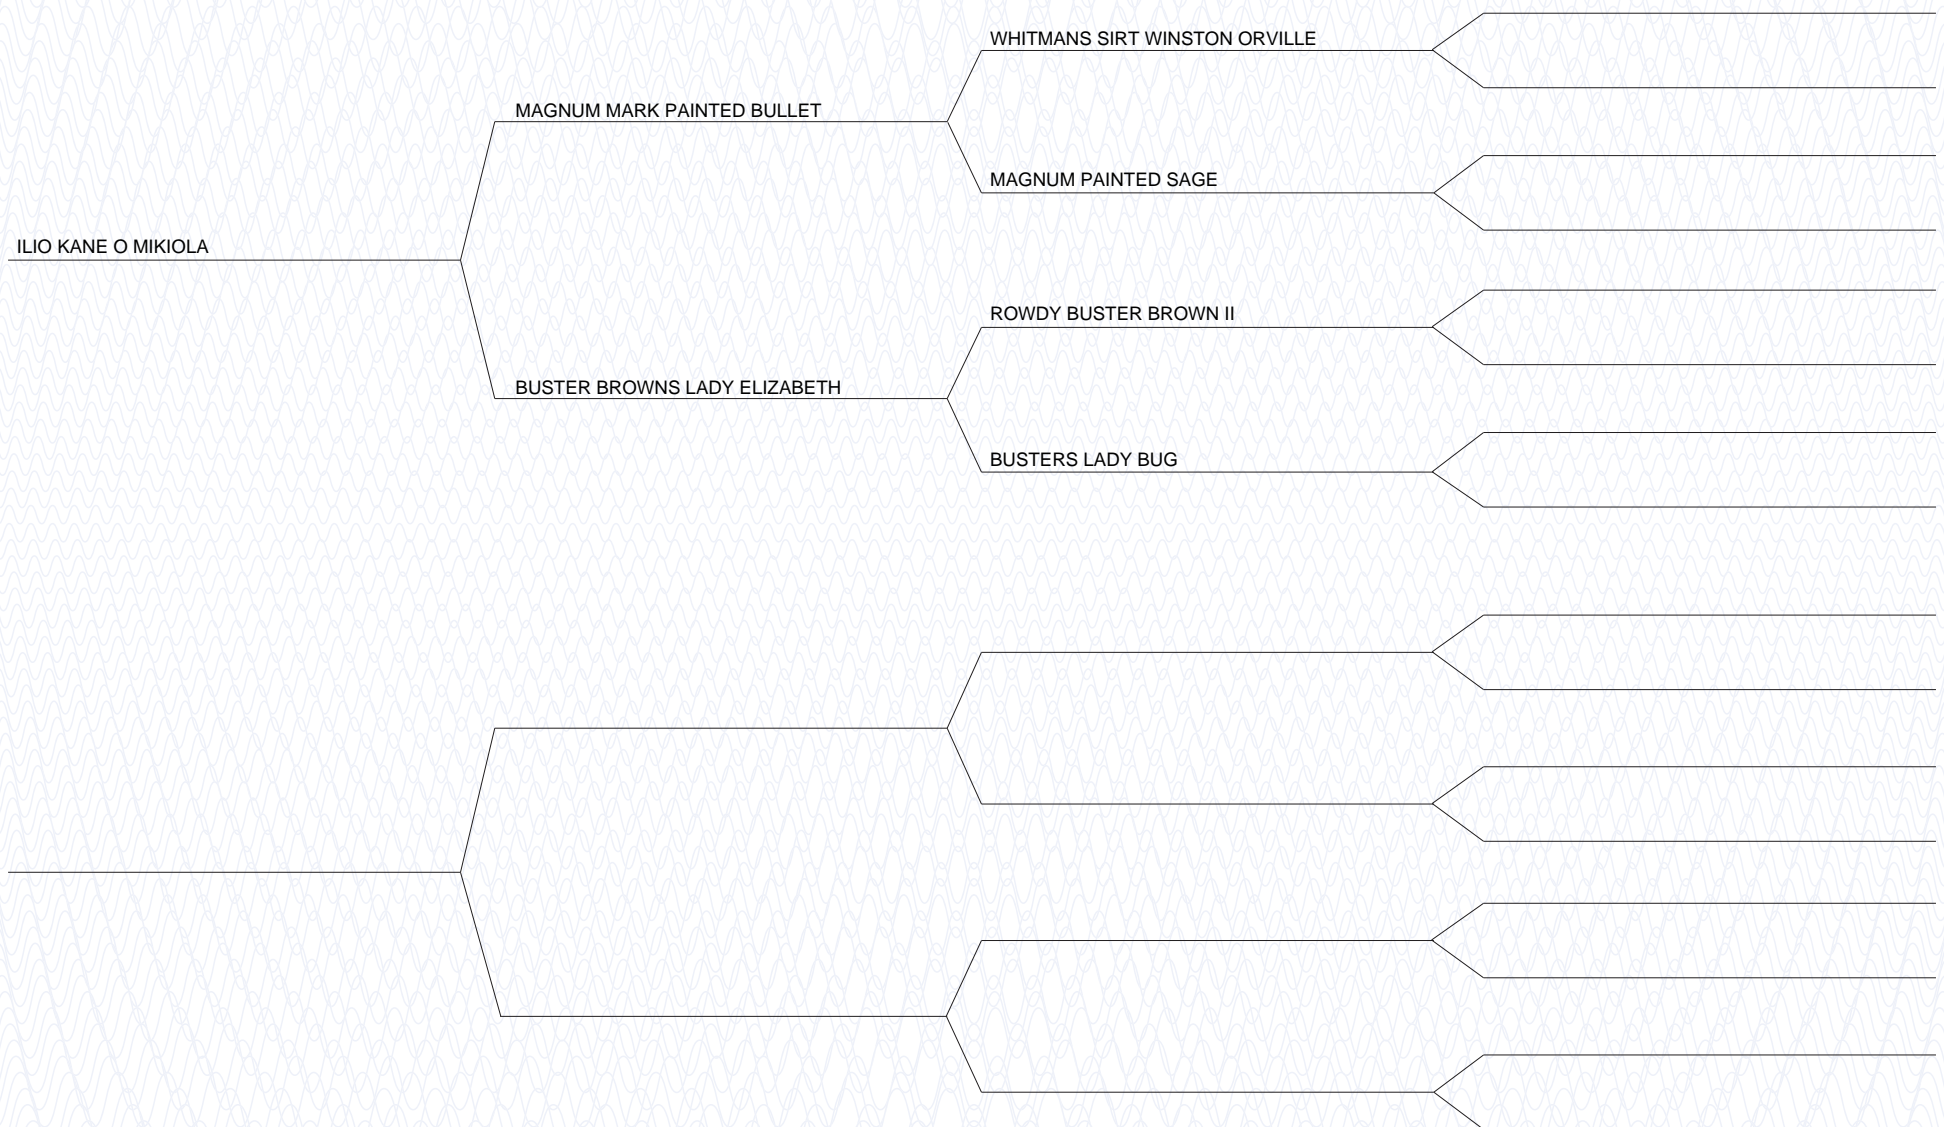 WHITMANS SIRT WINSTON ORVILLE
MAGNUM MARK PAINTED BULLET
MAGNUM PAINTED SAGE
ILIO KANE O MIKIOLA
ROWDY BUSTER BROWN II
BUSTER BROWNS LADY ELIZABETH
BUSTERS LADY BUG